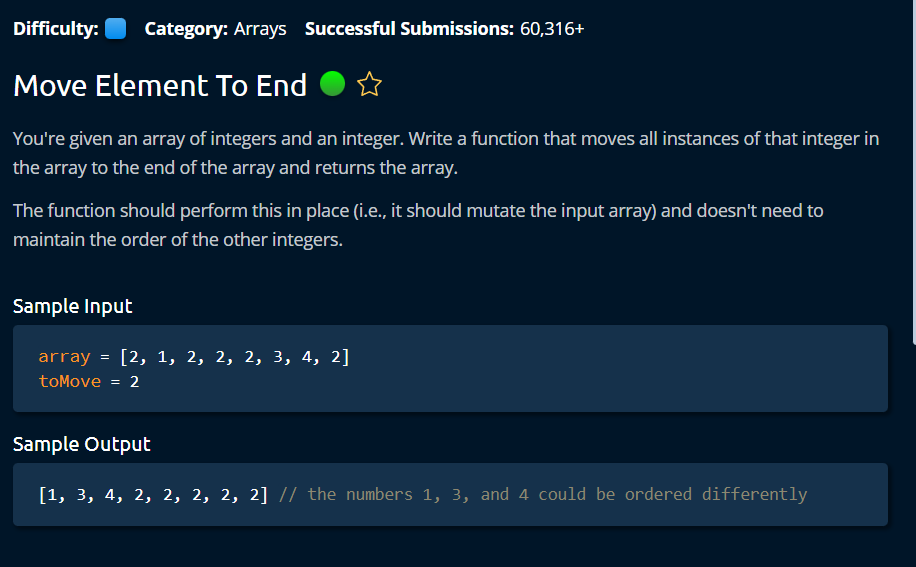 Difficulty: Category: Arrays Successful Submissions: 60,316+
Move Element To End
You're given an array of integers and an integer. Write a function that moves all instances of that integer in
the array to the end of the array and returns the array.
The function should perform this in place (i.e., it should mutate the input array) and doesn't need to
maintain the order of the other integers.
Sample Input
array = [2, 1, 2, 2, 2, 3, 4, 2]
toMove = 2
Sample Output
[1, 3, 4, 2, 2, 2, 2, 2] // the numbers 1, 3, and 4 could be ordered differently